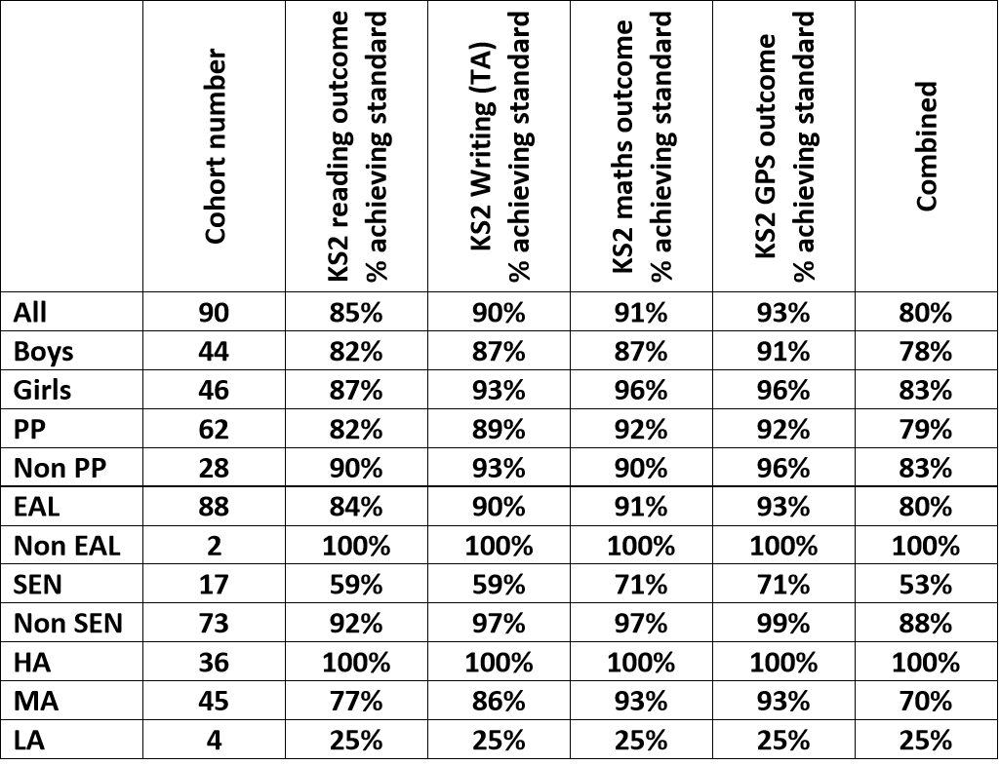 Cohort number
KS2 reading outcome
% achieving standard
KS2 Writing (TA)
% achieving standard
KS2 maths outcome
% achieving standard
KS2 GPS outcome
% achieving standard
Combined
All 90 85% 90% 91% 93% 80%
Boys 44 82% 87% 87% 91% 78%
Girls 46 87% 93% 96% 96% 83%
PP 62 82% 89% 92% 92% 79%
Non PP 28 90% 93% 90% 96% 83%
EAL 88 84% 90% 91% 93% 80%
Non EAL 2 100% 100% 100% 100% 100%
SEN 17 59% 59% 71% 71% 53%
Non SEN 73 92% 97% 97% 99% 88%
HA 36 100% 100% 100% 100% 100%
MA 45 77% 86% 93% 93% 70%
LA 4 25% 25% 25% 25% 25%